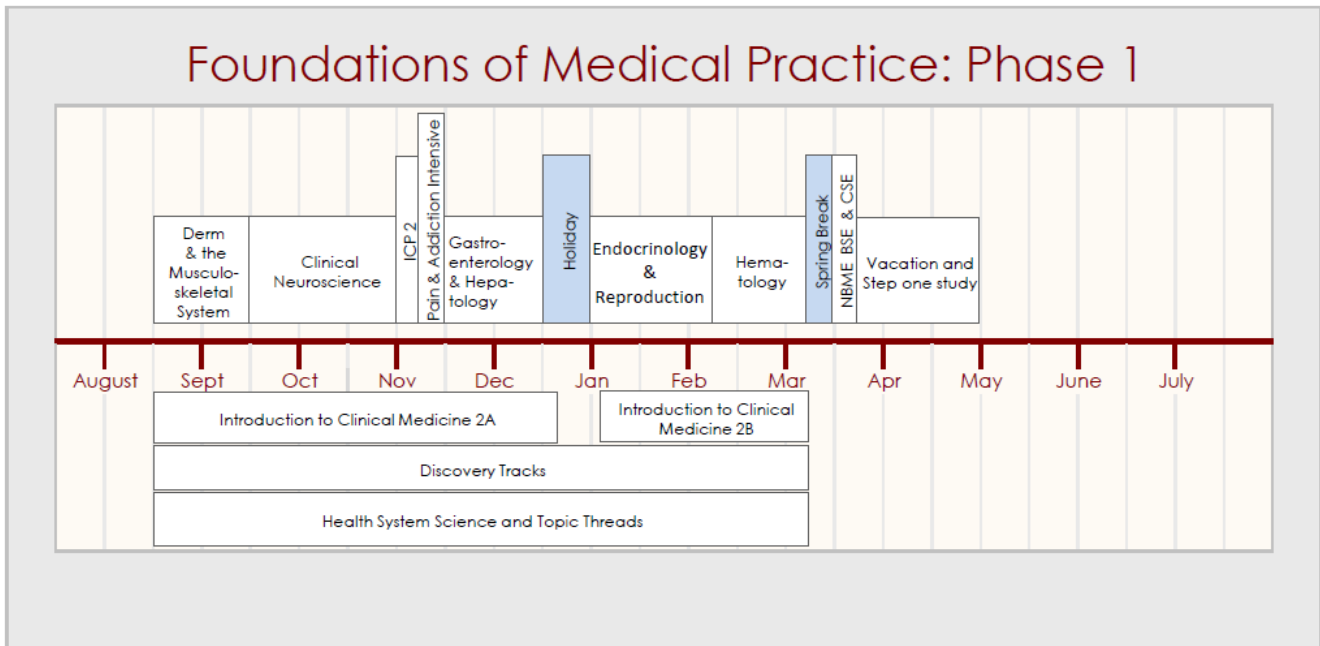 Foundations of Medical Practice: Phase 1
Derm
& the
Musculo-
skeletal
System
Clinical
Neuroscience
ICP 2
Pain & Addiction Intensive
Gastro-
enterology
& Hepa-
tology
Holiday
Endocrinology
&
Reproduction
Hema-
tology
Spring Break
NBME BSE & CSE
Vacation and
Step one study
August Sept Oct Nov Dec Jan Feb Mar Apr May June July
Introduction to Clinical Medicine 2A
Introduction to Clinical
Medicine 2B
Discovery Tracks
Health System Science and Topic Threads